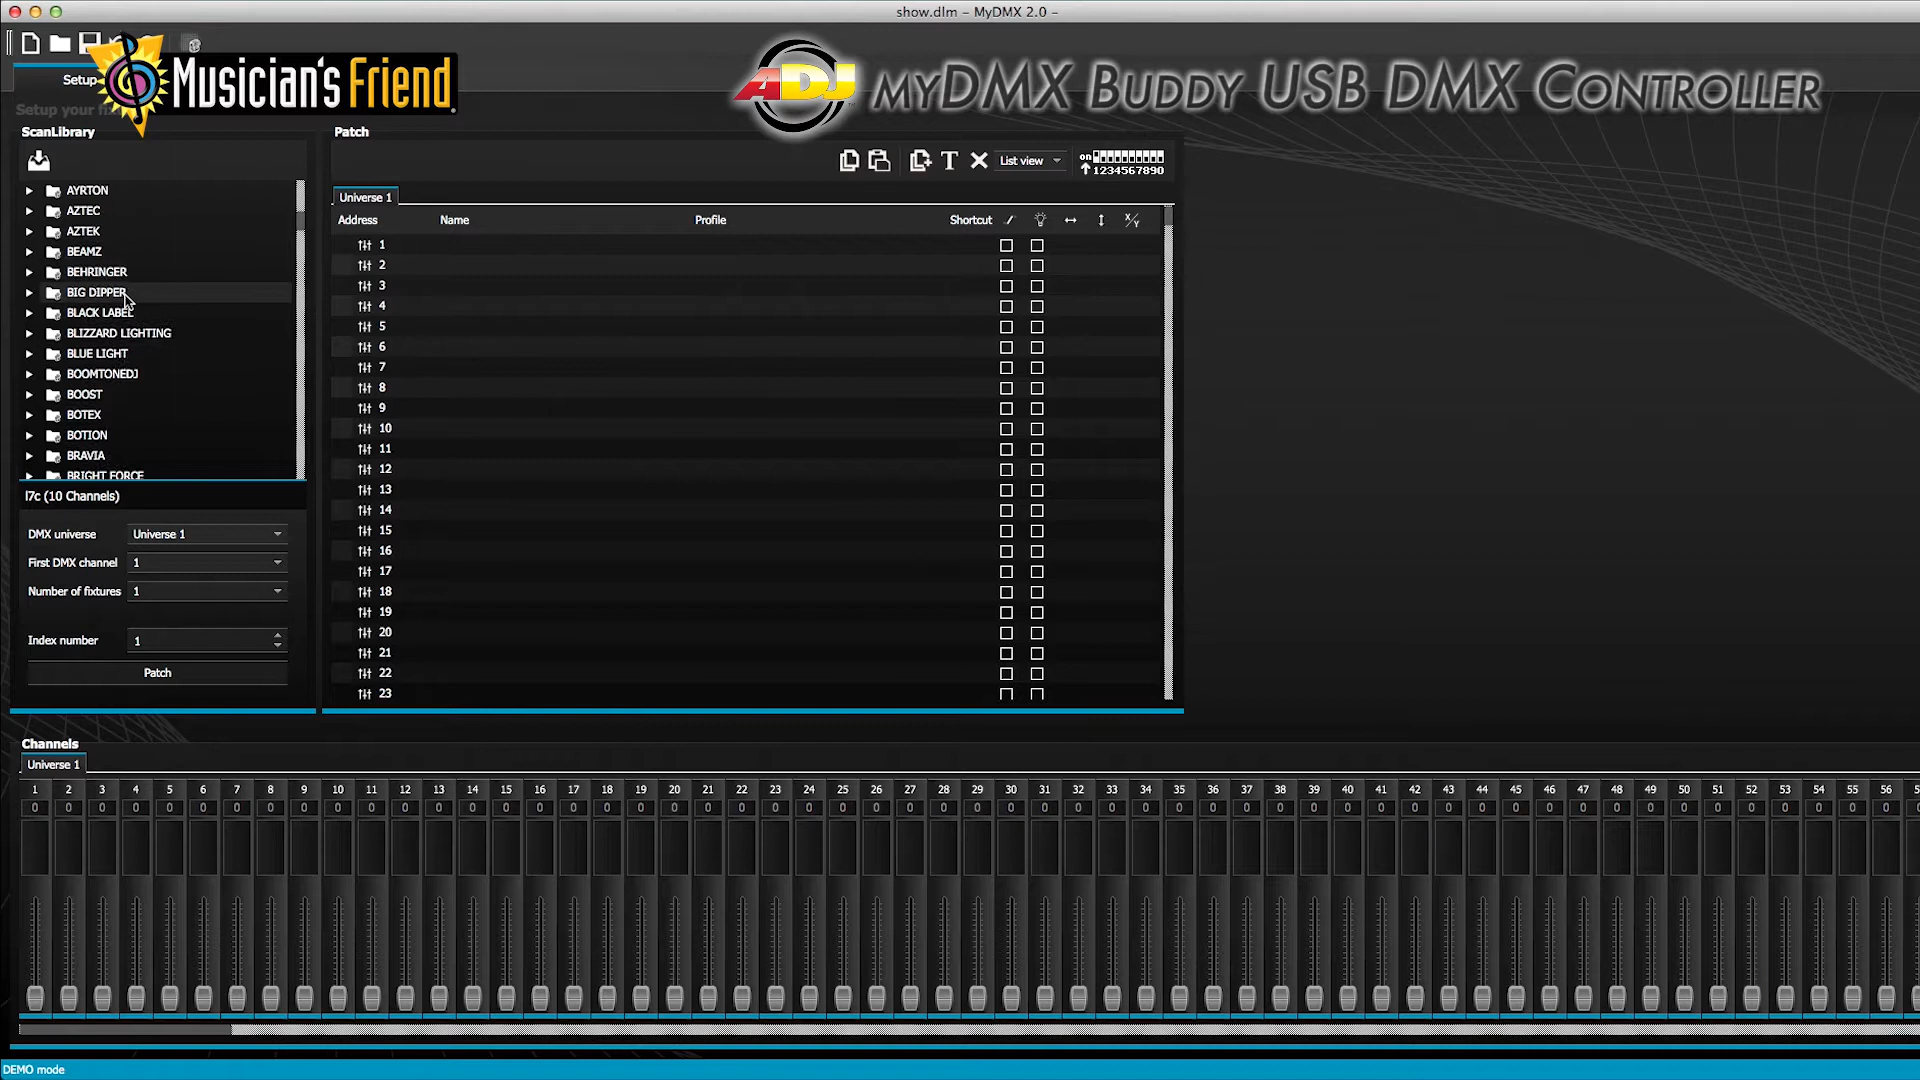 show.dlm – MyDMX 2.0 –
Musician's Friend
ADJ myDMX Buddy USB DMX Controller
Setup
Setup your fix
ScanLibrary
AYRTON
AZTEC
AZTEK
BEAMZ
BEHRINGER
BIG DIPPER
BLACK LABEL
BLIZZARD LIGHTING
BLUE LIGHT
BOOMTONEDJ
BOOST
BOTEX
BOTION
BRAVIA
BRIGHT FORCE
I7c (10 Channels)
DMX universe Universe 1
First DMX channel 1
Number of fixtures 1
Index number 1
Patch
Patch
T List view on 1234567890
Universe 1
Address Name Profile Shortcut X/Y
1
2
3
4
5
6
7
8
9
10
11
12
13
14
15
16
17
18
19
20
21
22
23
Channels
Universe 1
1 2 3 4 5 6 7 8 9 10 11 12 13 14 15 16 17 18 19 20 21 22 23 24 25 26 27 28 29 30 31 32 33 34 35 36 37 38 39 40 41 42 43 44 45 46 47 48 49 50 51 52 53 54 55 56
0 0 0 0 0 0 0 0 0 0 0 0 0 0 0 0 0 0 0 0 0 0 0 0 0 0 0 0 0 0 0 0 0 0 0 0 0 0 0 0 0 0 0 0 0 0 0 0 0 0 0 0 0 0 0 0
DEMO mode